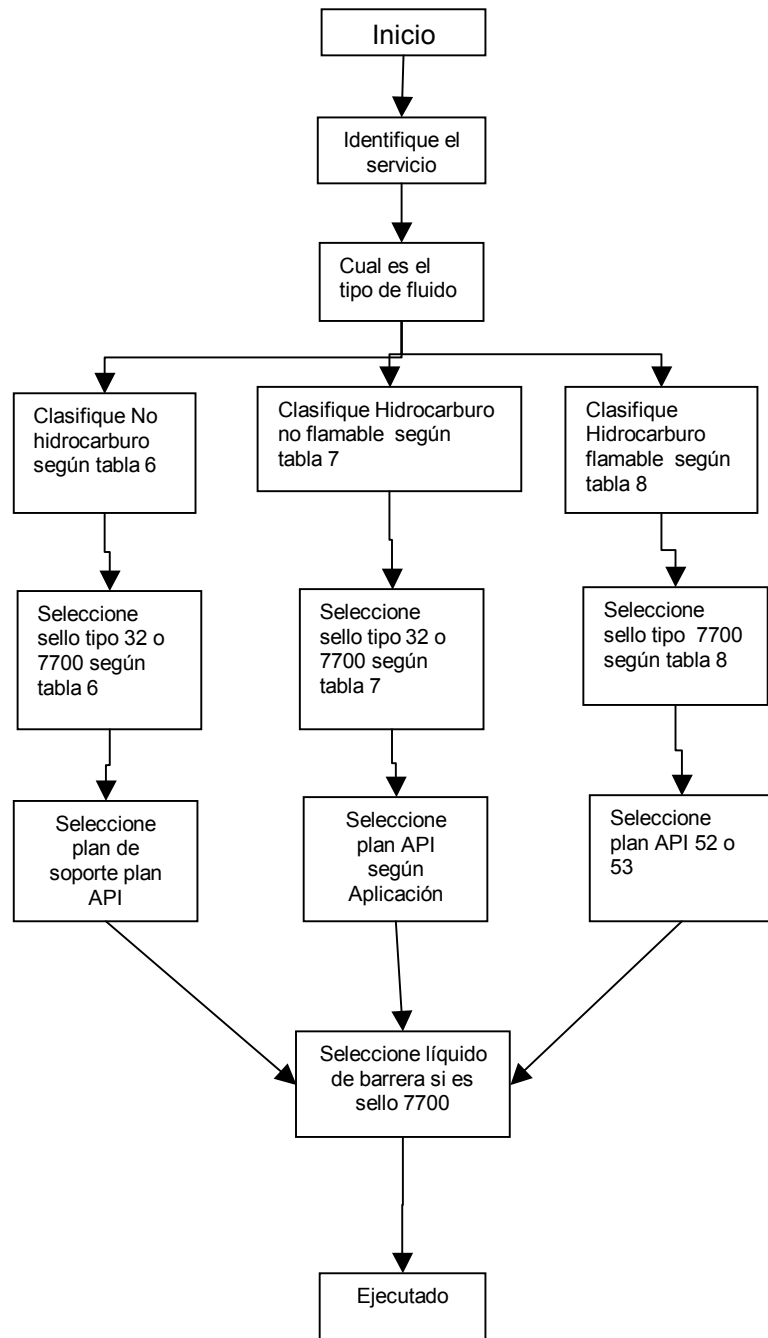 Inicio
Identifique el
servicio
Cual es el
tipo de fluido
Clasifique No
hidrocarburo
según tabla 6
Clasifique Hidrocarburo
no flamable  según
tabla 7
Clasifique
Hidrocarburo
flamable  según
tabla 8
Seleccione
sello tipo 32 o
7700 según
tabla 6
Seleccione
sello tipo 32 o
7700 según
tabla 7
Seleccione
sello tipo  7700
según tabla 8
Seleccione
plan de
soporte plan
API
Seleccione
plan API
según
Aplicación
Seleccione
plan API 52 o
53
Seleccione líquido
de barrera si es
sello 7700
Ejecutado